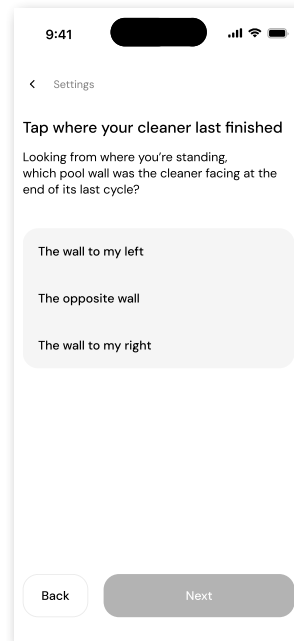 9:41
Settings
Tap where your cleaner last finished
Looking from where you’re standing,
which pool wall was the cleaner facing at the
end of its last cycle?
The wall to my left
The opposite wall
The wall to my right
Back
Next